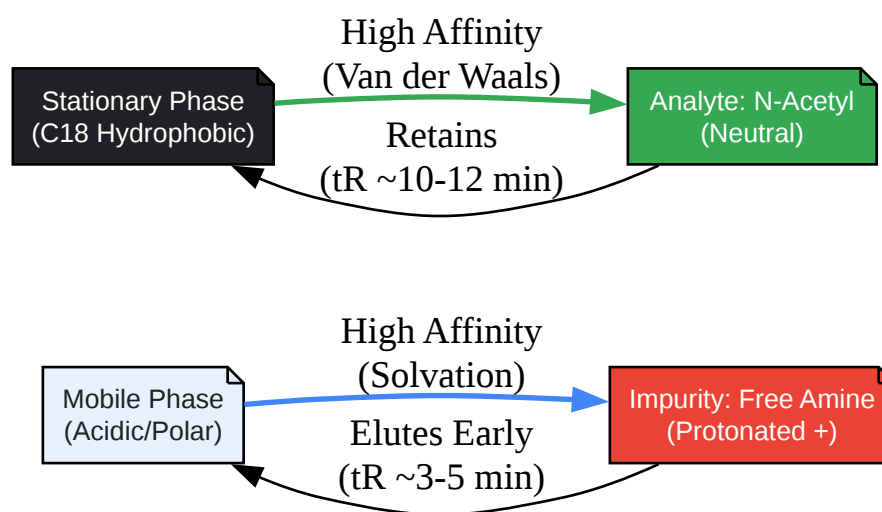 High Affinity
(Van der Waals)
Stationary Phase
(C18 Hydrophobic)
Analyte: N-Acetyl
(Neutral)
Retains
(tR ~10-12 min)
High Affinity
(Solvation)
Mobile Phase
(Acidic/Polar)
Impurity: Free Amine
(Protonated +)
Elutes Early
(tR ~3-5 min)